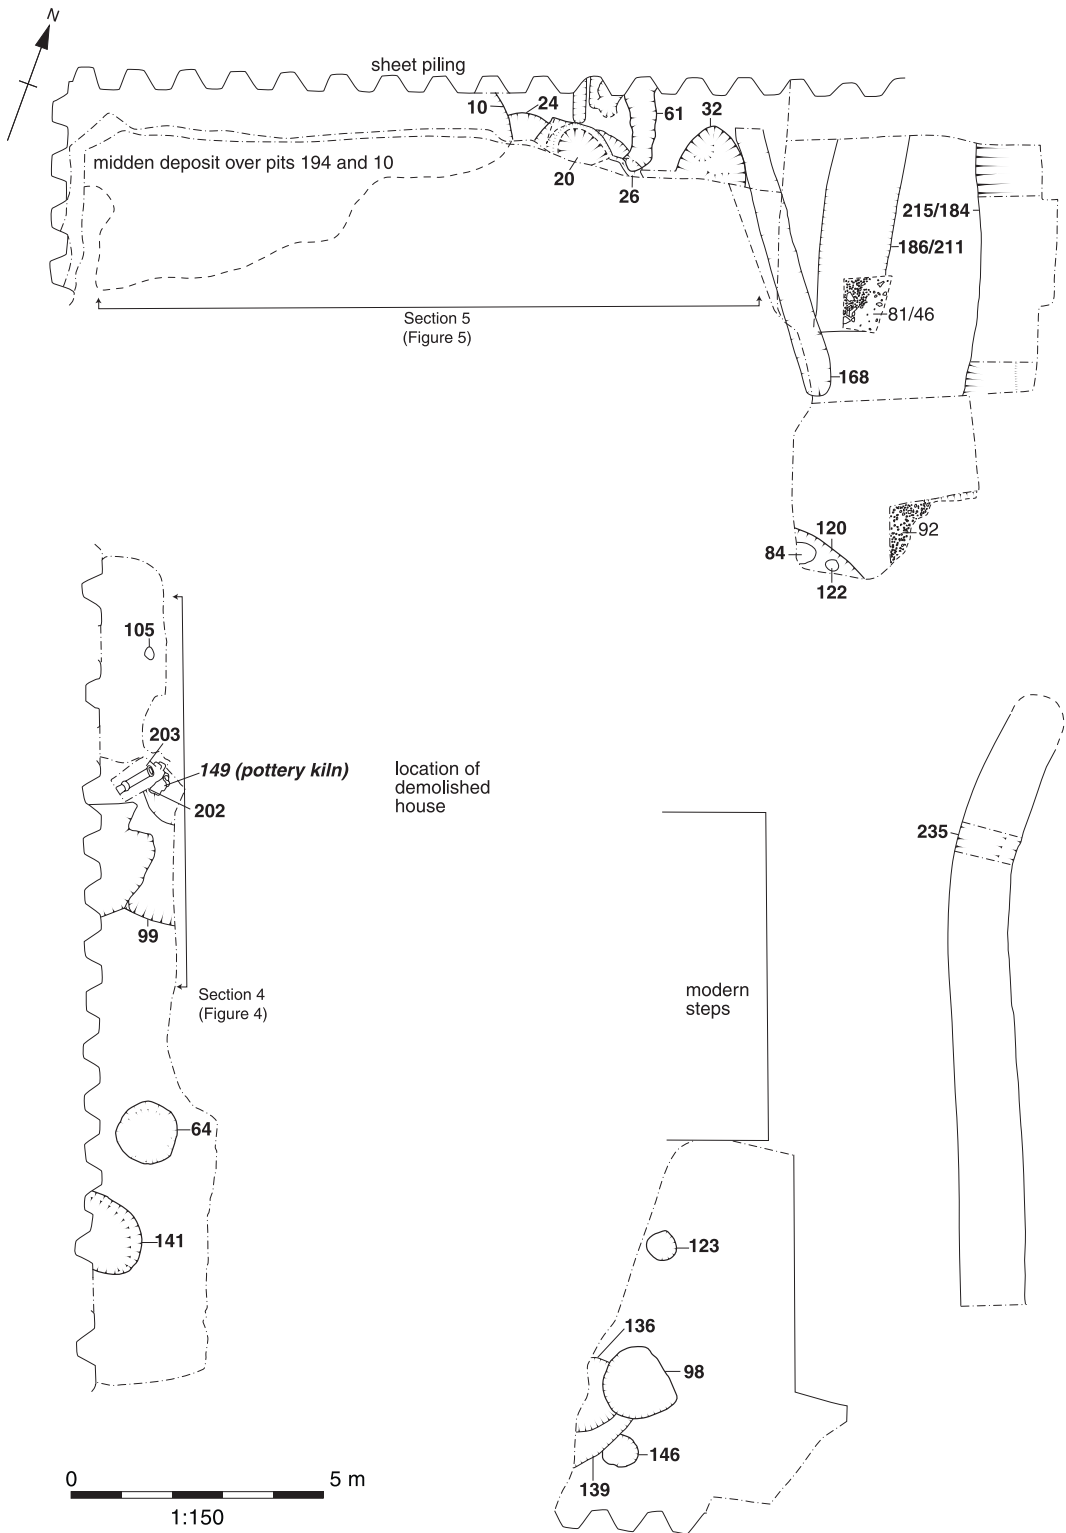 N
sheet piling
10
24
61
32
midden deposit over pits 194 and 10
20
26
215/184
186/211
81/46
Section 5
(Figure 5)
168
120
92
84
122
105
203
149 (pottery kiln)
202
location of
demolished
house
235
99
Section 4
(Figure 4)
modern
steps
64
141
123
136
98
146
139
0
5 m
1:150